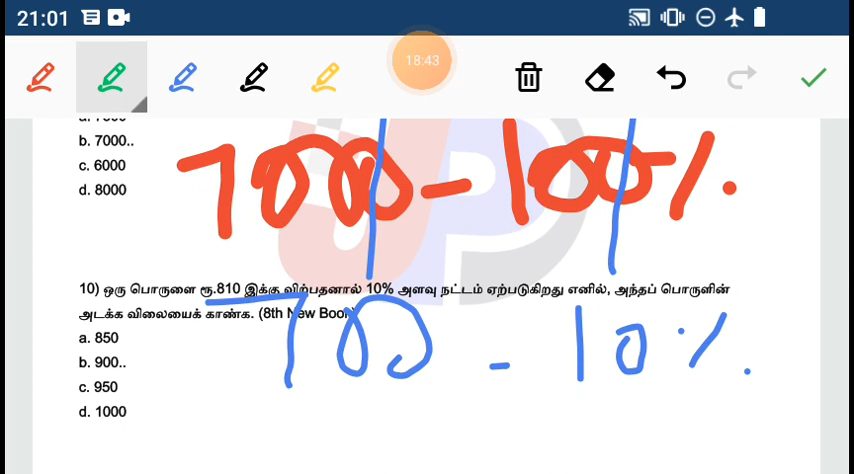 21:01
18:43
b. 7000..
c. 6000
d. 8000
7000 - 100%.
10) ஒரு பொருளை ரூ.810 இக்கு விற்பதனால் 10% அளவு நட்டம் ஏற்படுகிறது எனில், அந்தப் பொருளின்
அடக்க விலையைக் காண்க. (8th New Book)
a. 850
700 - 10%.
b. 900..
c. 950
d. 1000